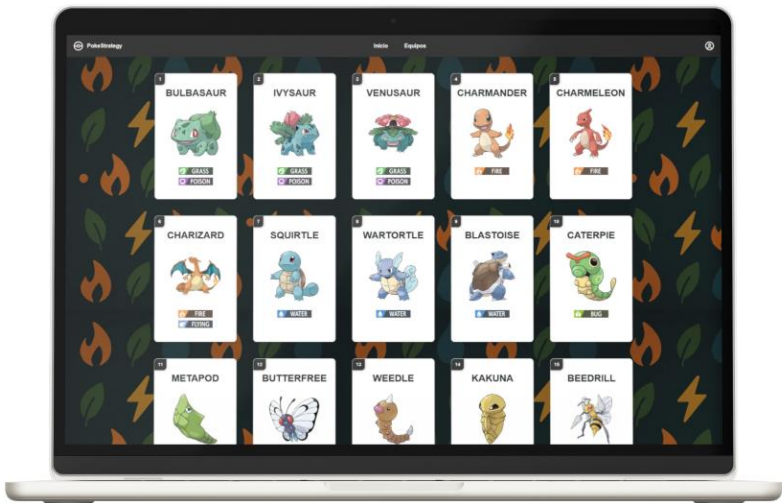 PokeStrategy
Inicio Equipos
1 2 3 4 5
BULBASAUR IVYSAUR VENUSAUR CHARMANDER CHARMELEON
GRASS GRASS GRASS FIRE FIRE
POISON POISON POISON
6 7 8 9 10
CHARIZARD SQUIRTLE WARTORTLE BLASTOISE CATERPIE
FIRE WATER WATER WATER BUG
FLYING
11 12 13 14 15
METAPOD BUTTERFREE WEEDLE KAKUNA BEEDRILL